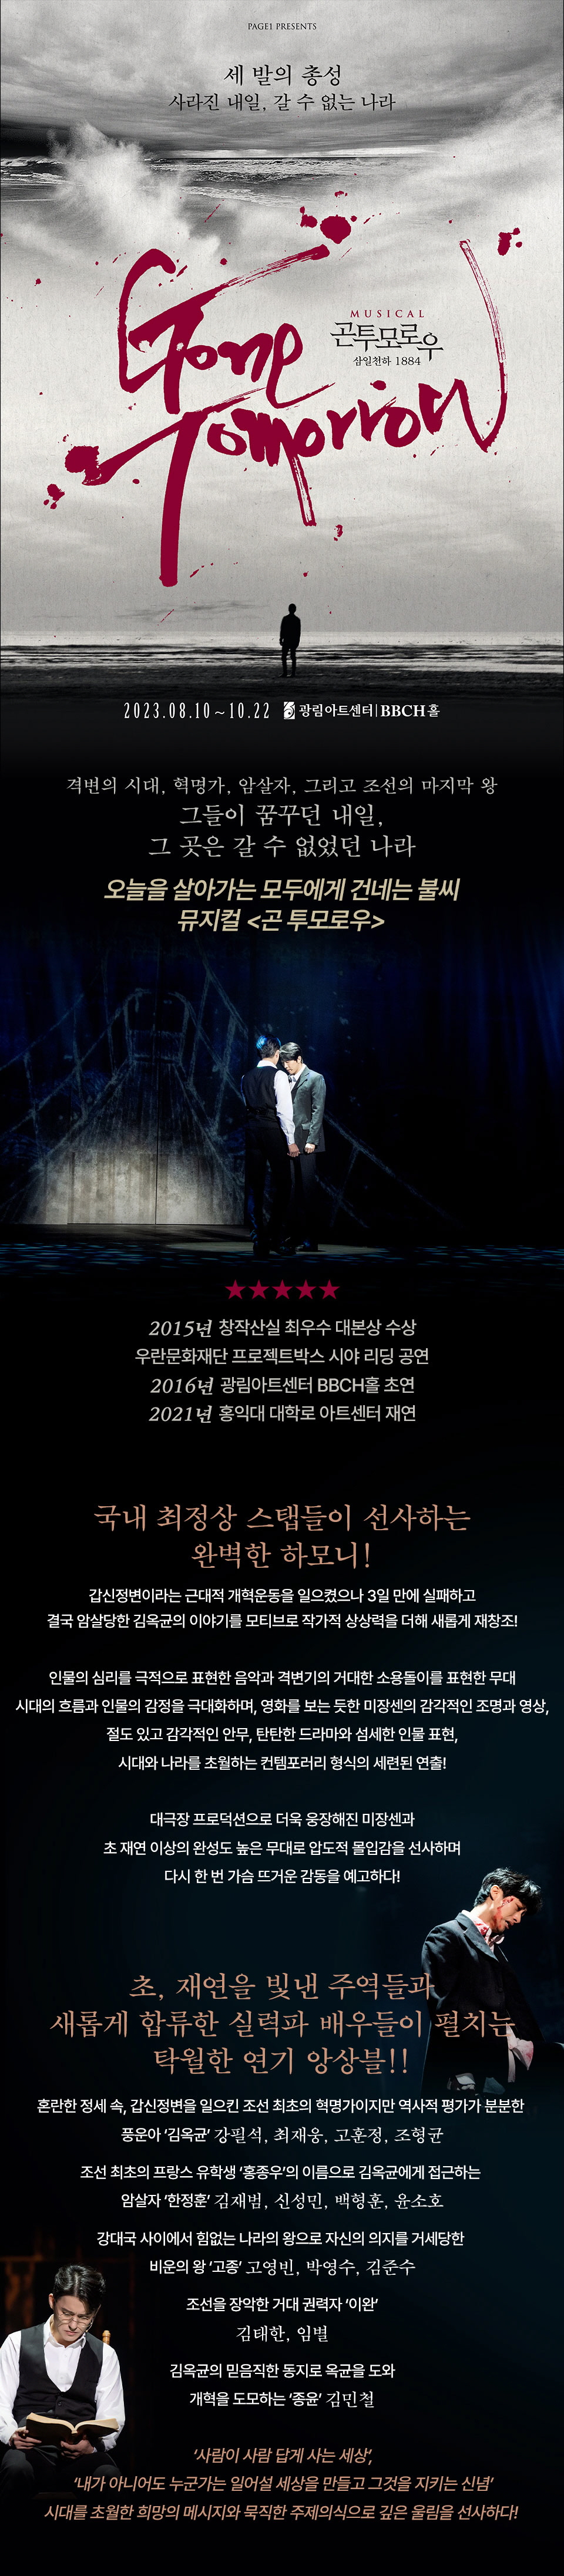 PAGE1 PRESENTS
세 발의 총성
사라진 내일, 갈 수 없는 나라
Gone Tomorrow
MUSICAL
곤투모로우
삼일천하 1884
2023.08.10~10.22 광림아트센터|BBCH홀
격변의 시대, 혁명가, 암살자, 그리고 조선의 마지막 왕
그들이 꿈꾸던 내일,
그 곳은 갈 수 없었던 나라
오늘을 살아가는 모두에게 건네는 불씨
뮤지컬 <곤 투모로우>
★★★★★
2015년 창작산실 최우수 대본상 수상
우란문화재단 프로젝트박스 시야 리딩 공연
2016년 광림아트센터 BBCH홀 초연
2021년 홍익대 대학로 아트센터 재연
국내 최정상 스탭들이 선사하는
완벽한 하모니!
갑신정변이라는 근대적 개혁운동을 일으켰으나 3일 만에 실패하고
결국 암살당한 김옥균의 이야기를 모티브로 작가적 상상력을 더해 새롭게 재창조!
인물의 심리를 극적으로 표현한 음악과 격변기의 거대한 소용돌이를 표현한 무대
시대의 흐름과 인물의 감정을 극대화하며, 영화를 보는 듯한 미장센의 감각적인 조명과 영상,
절도 있고 감각적인 안무, 탄탄한 드라마와 섬세한 인물 표현,
시대와 나라를 초월하는 컨템포러리 형식의 세련된 연출!
대극장 프로덕션으로 더욱 웅장해진 미장센과
초 재연 이상의 완성도 높은 무대로 압도적 몰입감을 선사하며
다시 한 번 가슴 뜨거운 감동을 예고하다!
초, 재연을 빛낸 주역들과
새롭게 합류한 실력파 배우들이 펼치는
탁월한 연기 앙상블!!
혼란한 정세 속, 갑신정변을 일으킨 조선 최초의 혁명가이지만 역사적 평가가 분분한
풍운아 '김옥균' 강필석, 최재웅, 고훈정, 조형균
조선 최초의 프랑스 유학생 '홍종우'의 이름으로 김옥균에게 접근하는
암살자 '한정훈' 김재범, 신성민, 백형훈, 윤소호
강대국 사이에서 힘없는 나라의 왕으로 자신의 의지를 거세당한
비운의 왕 '고종' 고영빈, 박영수, 김준수
조선을 장악한 거대 권력자 '이완'
김태한, 임별
김옥균의 믿음직한 동지로 옥균을 도와
개혁을 도모하는 '종윤' 김민철
'사람이 사람 답게 사는 세상',
'내가 아니어도 누군가는 일어설 세상을 만들고 그것을 지키는 신념'
시대를 초월한 희망의 메시지와 묵직한 주제의식으로 깊은 울림을 선사하다!